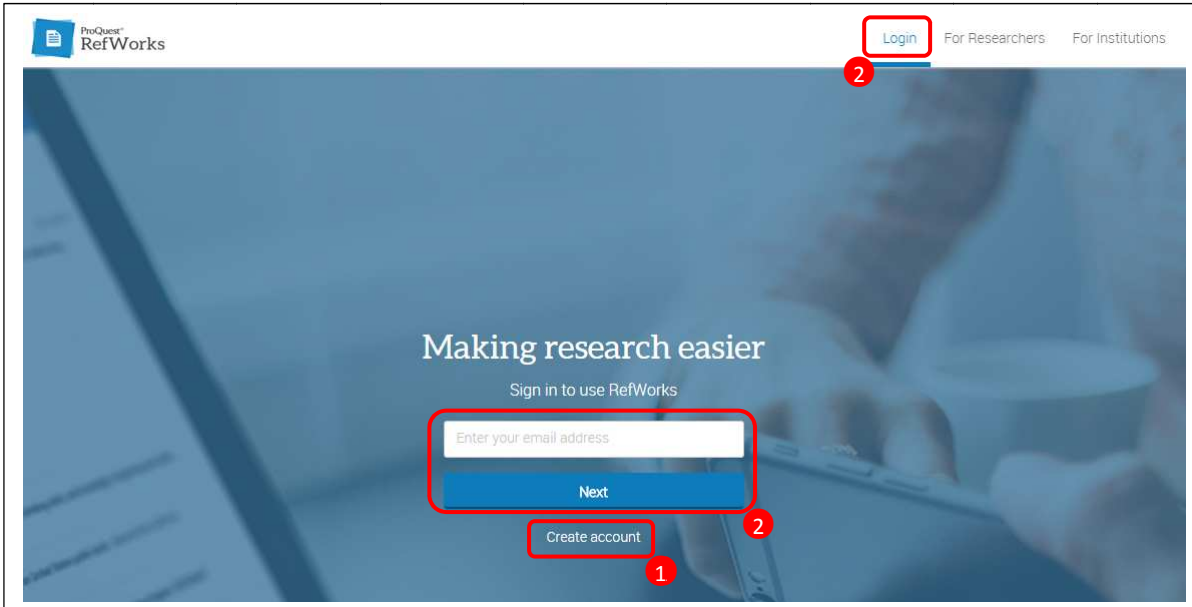 ProQuest®
RefWorks
Login For Researchers For Institutions
2
Making research easier
Sign in to use RefWorks
Enter your email address
Next
2
Create account
1